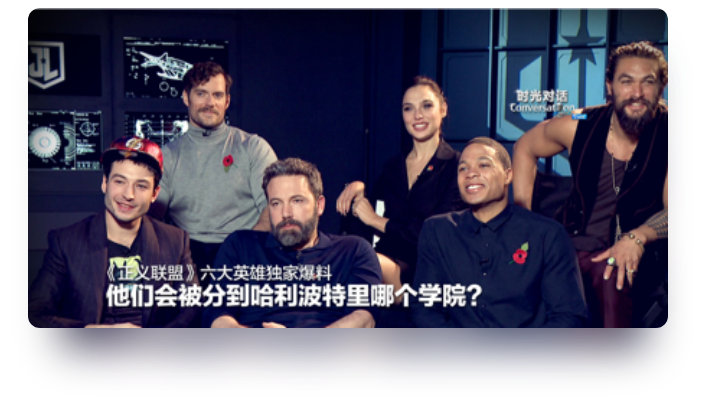 JL
时光对话
Conversation
《正义联盟》六大英雄独家爆料
他们会被分到哈利波特里哪个学院？